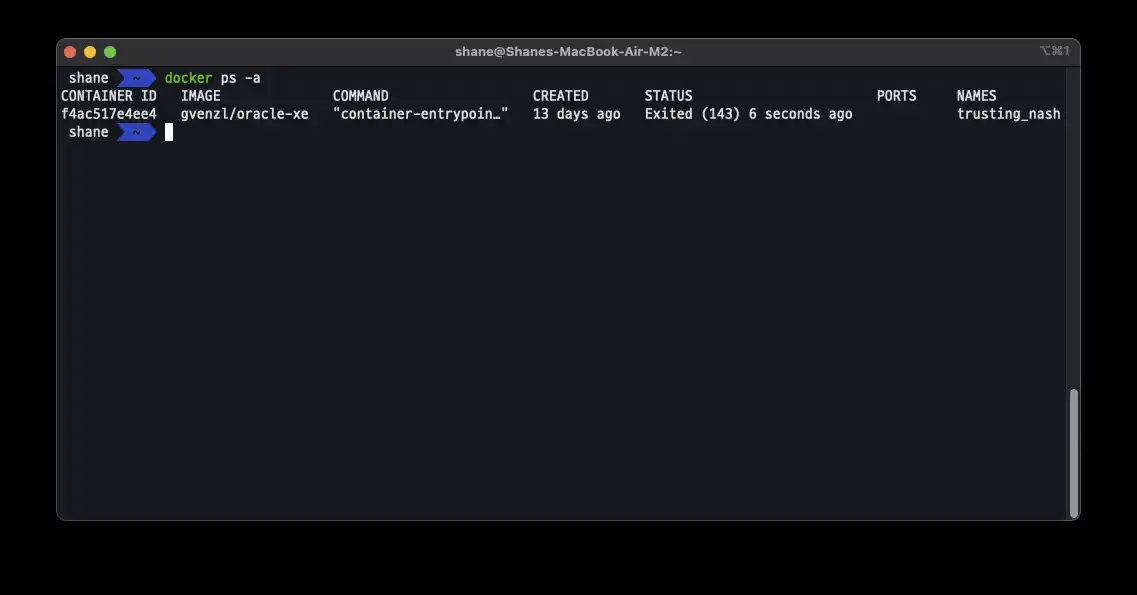 shane@Shanes-MacBook-Air-M2:~ ⌥⌘1
shane ~ docker ps -a
CONTAINER ID IMAGE COMMAND CREATED STATUS PORTS NAMES
f4ac517e4ee4 gvenzl/oracle-xe "container-entrypoin…" 13 days ago Exited (143) 6 seconds ago trusting_nash
shane ~